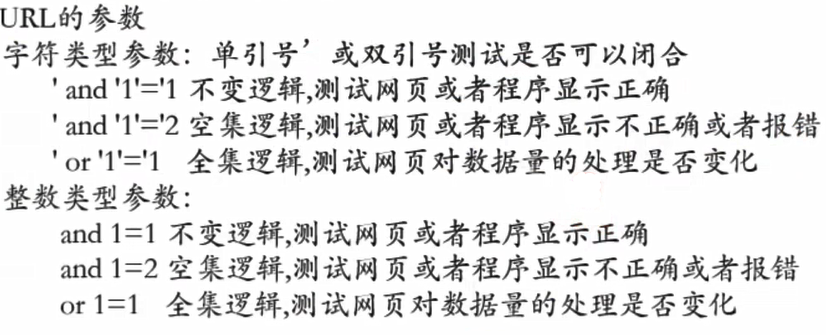 URL的参数
字符类型参数：单引号’或双引号测试是否可以闭合
' and '1'='1 不变逻辑,测试网页或者程序显示正确
' and '1'='2 空集逻辑,测试网页或者程序显示不正确或者报错
' or '1'='1 全集逻辑,测试网页对数据量的处理是否变化
整数类型参数：
and 1=1 不变逻辑,测试网页或者程序显示正确
and 1=2 空集逻辑,测试网页或者程序显示不正确或者报错
or 1=1 全集逻辑,测试网页对数据量的处理是否变化